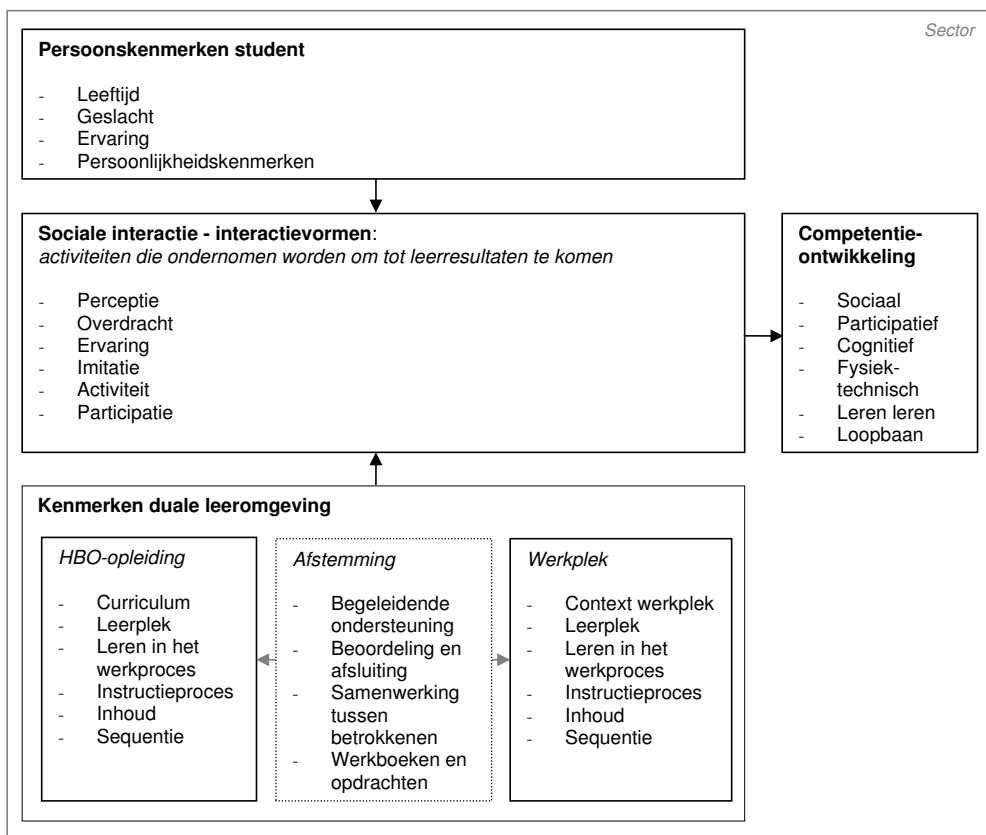 Sector
Persoonskenmerken student
- Leeftijd
- Geslacht
- Ervaring
- Persoonlijkheidskenmerken
Sociale interactie - interactievormen:
activiteiten die ondernomen worden om tot leerresultaten te komen
- Perceptie
- Overdracht
- Ervaring
- Imitatie
- Activiteit
- Participatie
Competentie-
ontwikkeling
- Sociaal
- Participatief
- Cognitief
- Fysiek-
technisch
- Leren leren
- Loopbaan
Kenmerken duale leeromgeving
HBO-opleiding
- Curriculum
- Leerplek
- Leren in het
werkproces
- Instructieproces
- Inhoud
- Sequentie
Afstemming
- Begeleidende
ondersteuning
- Beoordeling en
afsluiting
- Samenwerking
tussen
betrokkenen
- Werkboeken en
opdrachten
Werkplek
- Context werkplek
- Leerplek
- Leren in het
werkproces
- Instructieproces
- Inhoud
- Sequentie